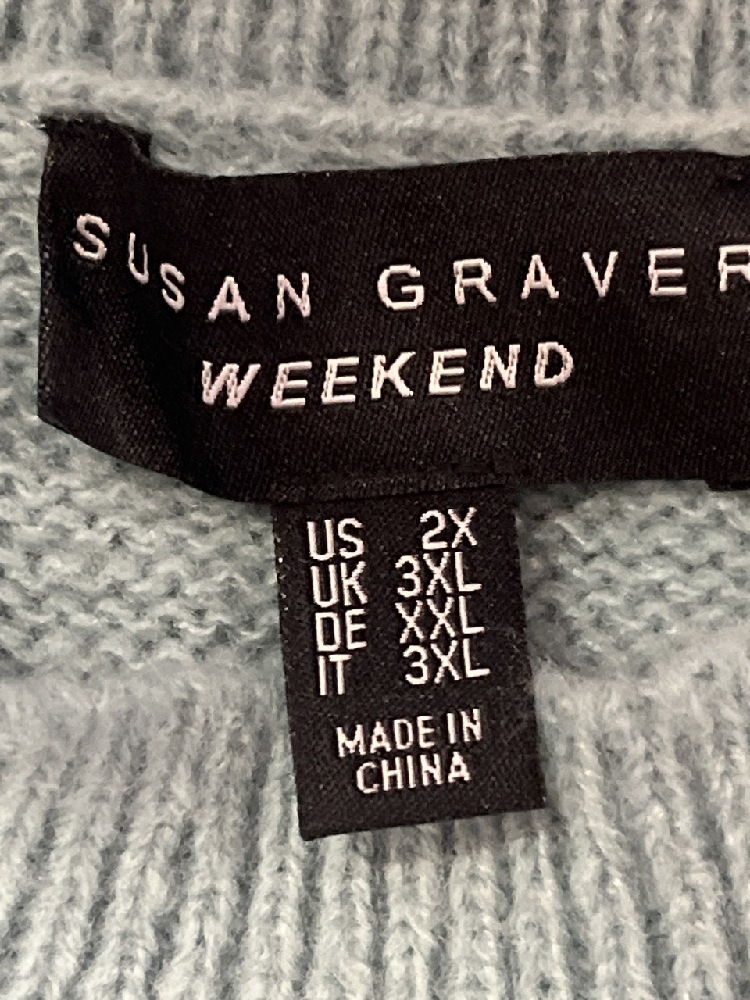 SUSAN GRAVER
WEEKEND
US 2X
UK 3XL
DE XXL
IT 3XL
MADE IN
CHINA